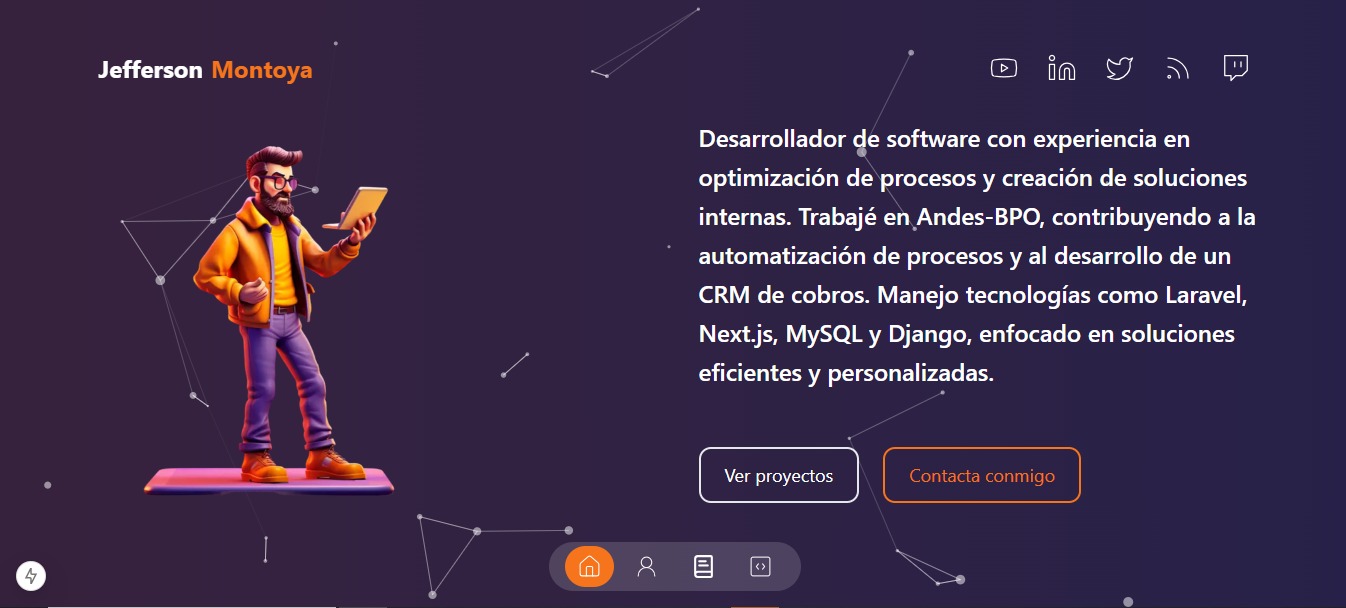 Jefferson Montoya
Desarrollador de software con experiencia en
optimización de procesos y creación de soluciones
internas. Trabajé en Andes-BPO, contribuyendo a la
automatización de procesos y al desarrollo de un
CRM de cobros. Manejo tecnologías como Laravel,
Next.js, MySQL y Django, enfocado en soluciones
eficientes y personalizadas.
Ver proyectos
Contacta conmigo